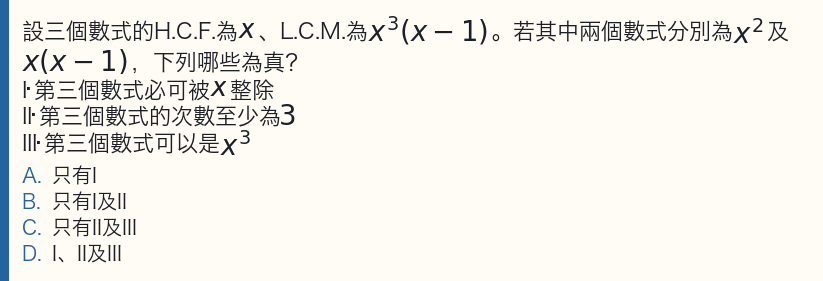 設三個數式的H.C.F.為x、L.C.M.為x³(x − 1)。若其中兩個數式分別為x²及
x(x − 1)，下列哪些為真?
I·第三個數式必可被x整除
II·第三個數式的次數至少為3
III·第三個數式可以是x³
A. 只有I
B. 只有I及II
C. 只有II及III
D. I、II及III